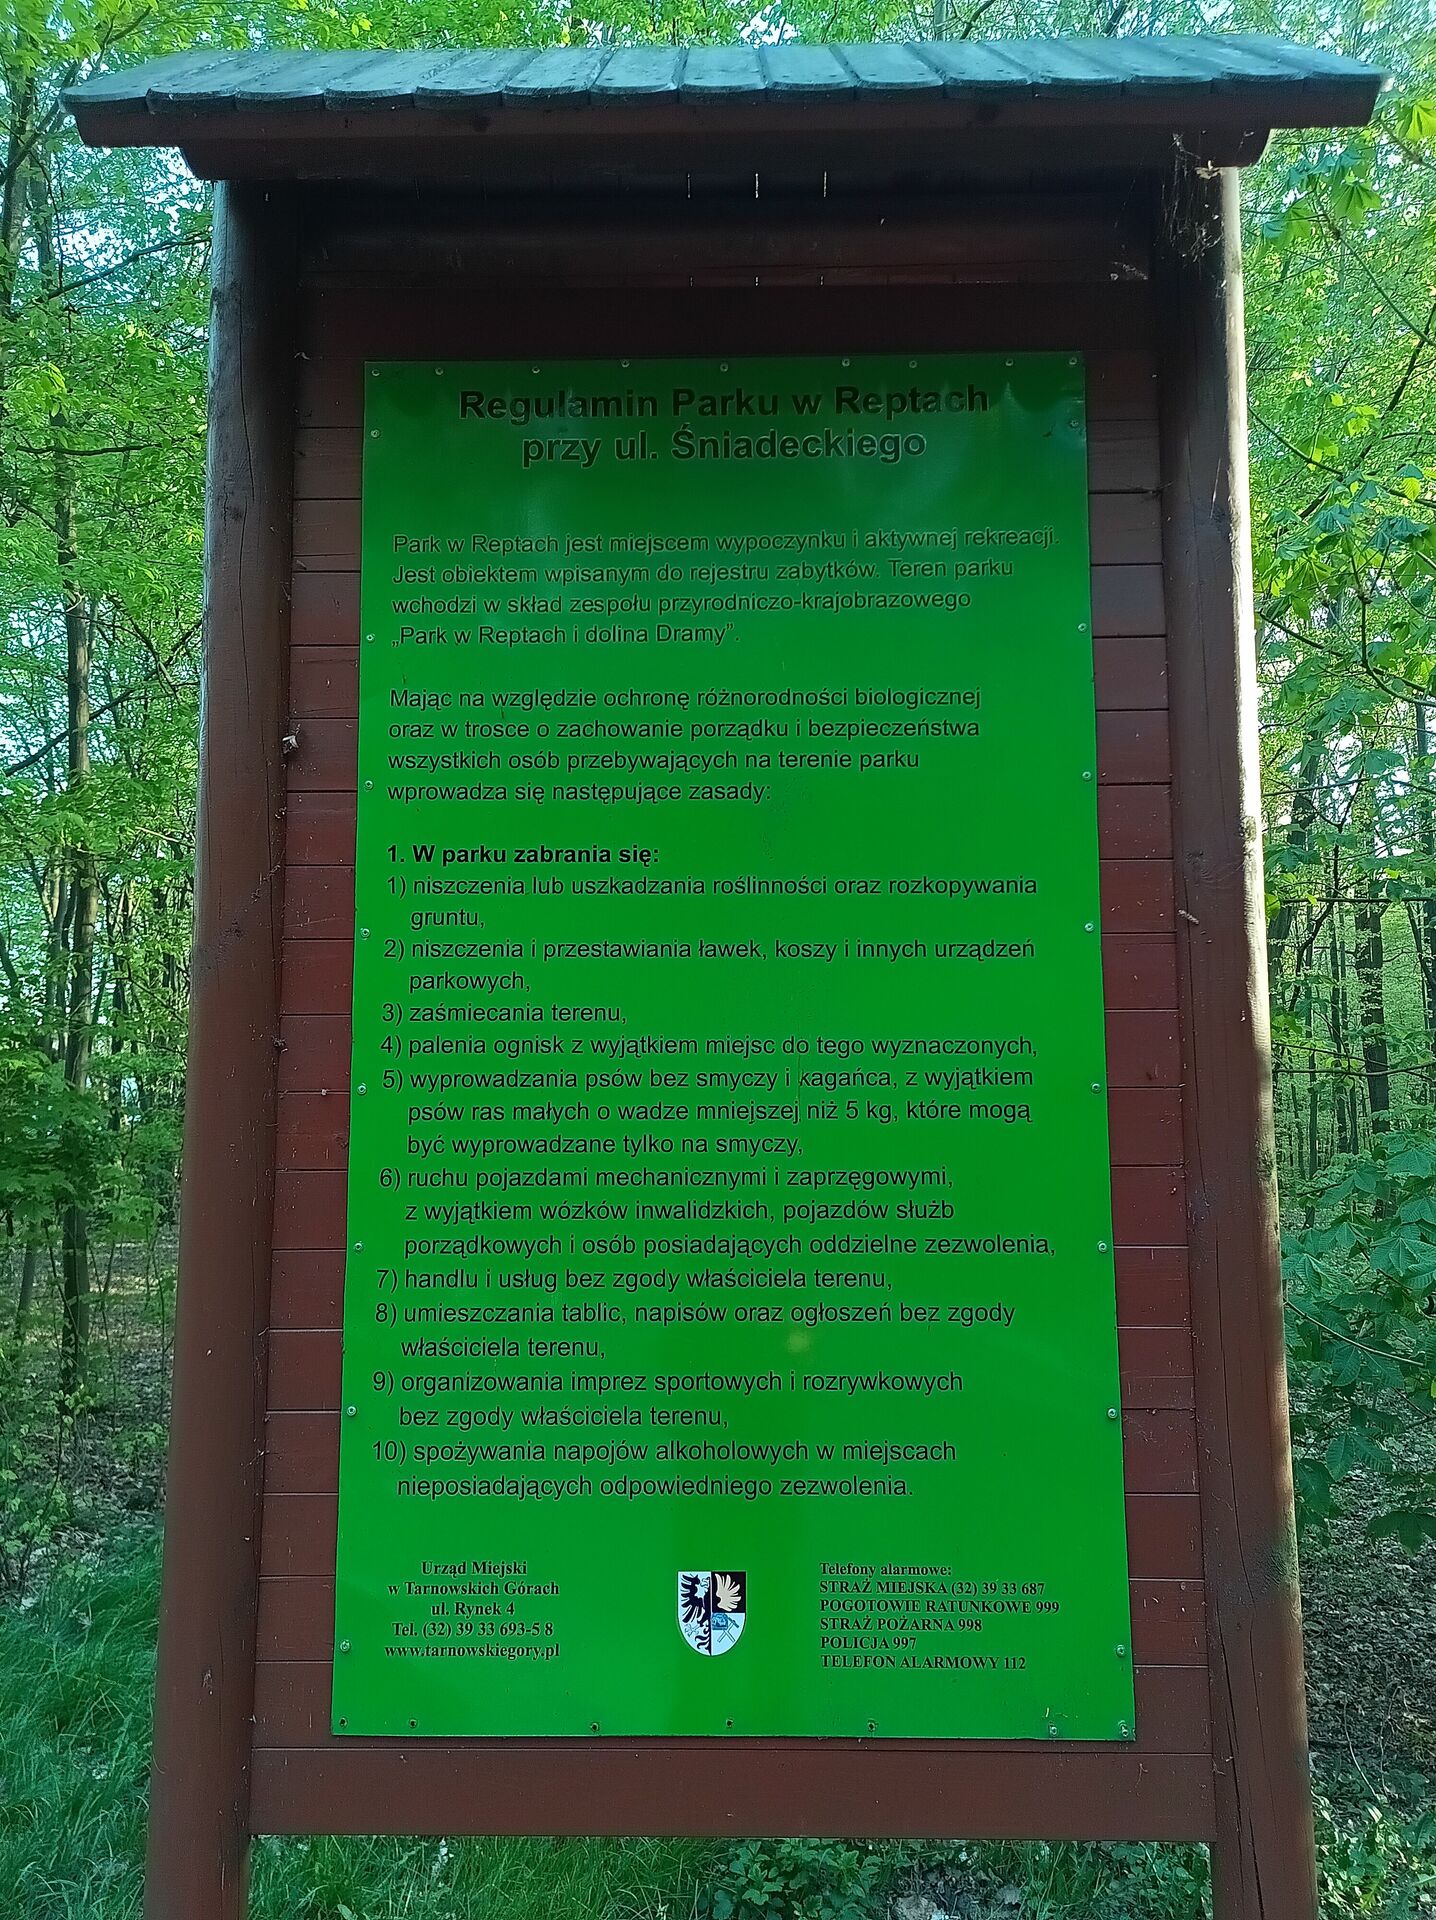 Regulamin Parku w Reptach
przy ul. Śniadeckiego
Park w Reptach jest miejscem wypoczynku i aktywnej rekreacji.
Jest obiektem wpisanym do rejestru zabytków. Teren parku
wchodzi w skład zespołu przyrodniczo-krajobrazowego
„Park w Reptach i dolina Dramy”.
Mając na względzie ochronę różnorodności biologicznej
oraz w trosce o zachowanie porządku i bezpieczeństwa
wszystkich osób przebywających na terenie parku
wprowadza się następujące zasady:
1. W parku zabrania się:
1) niszczenia lub uszkadzania roślinności oraz rozkopywania
gruntu,
2) niszczenia i przestawiania ławek, koszy i innych urządzeń
parkowych,
3) zaśmiecania terenu,
4) palenia ognisk z wyjątkiem miejsc do tego wyznaczonych,
5) wyprowadzania psów bez smyczy i kagańca, z wyjątkiem
psów ras małych o wadze mniejszej niż 5 kg, które mogą
być wyprowadzane tylko na smyczy,
6) ruchu pojazdami mechanicznymi i zaprzęgowymi,
z wyjątkiem wózków inwalidzkich, pojazdów służb
porządkowych i osób posiadających oddzielne zezwolenia,
7) handlu i usług bez zgody właściciela terenu,
8) umieszczania tablic, napisów oraz ogłoszeń bez zgody
właściciela terenu,
9) organizowania imprez sportowych i rozrywkowych
bez zgody właściciela terenu,
10) spożywania napojów alkoholowych w miejscach
nieposiadających odpowiedniego zezwolenia.
Urząd Miejski
w Tarnowskich Górach
ul. Rynek 4
Tel. (32) 39 33 693-5 8
www.tarnowskiegory.pl
Telefony alarmowe:
STRAŻ MIEJSKA (32) 39 33 687
POGOTOWIE RATUNKOWE 999
STRAŻ POŻARNA 998
POLICJA 997
TELEFON ALARMOWY 112